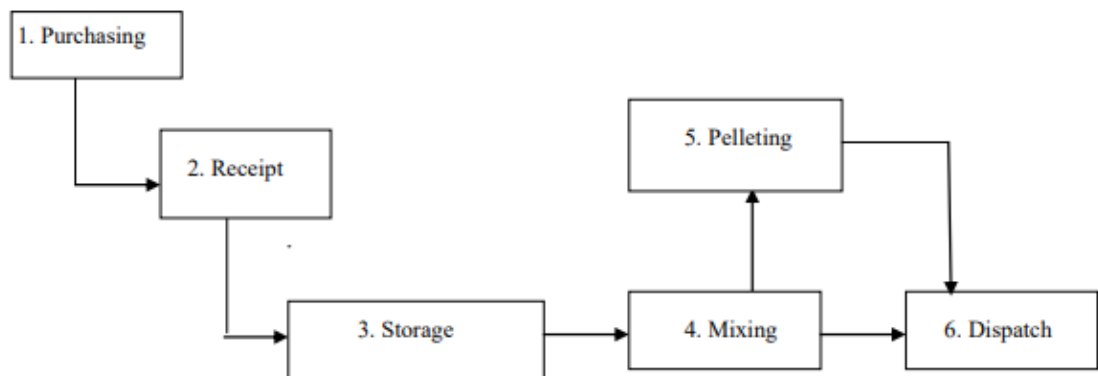 1. Purchasing
2. Receipt
3. Storage
4. Mixing
5. Pelleting
6. Dispatch